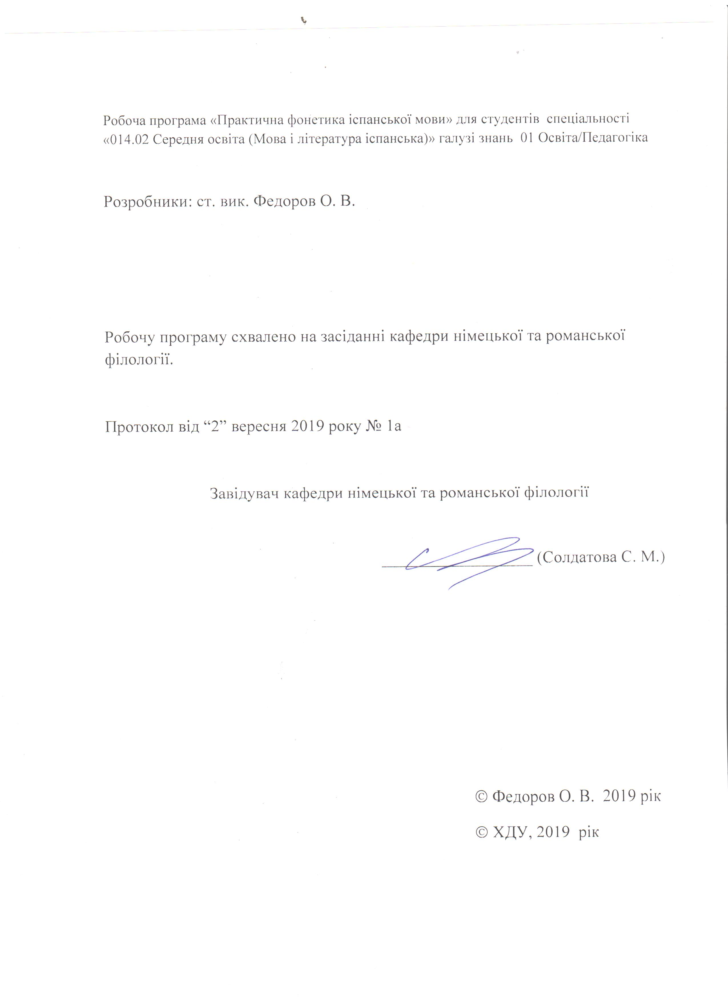 Робоча програма «Практична фонетика іспанської мови» для студентів спеціальності
«014.02 Середня освіта (Мова і література іспанська)» галузі знань 01 Освіта/Педагогіка
Розробники: ст. вик. Федоров О. В.
Робочу програму схвалено на засіданні кафедри німецької та романської
філології.
Протокол від “2” вересня 2019 року № 1а
Завідувач кафедри німецької та романської філології
(Солдатова С. М.)
© Федоров О. В. 2019 рік
© ХДУ, 2019 рік